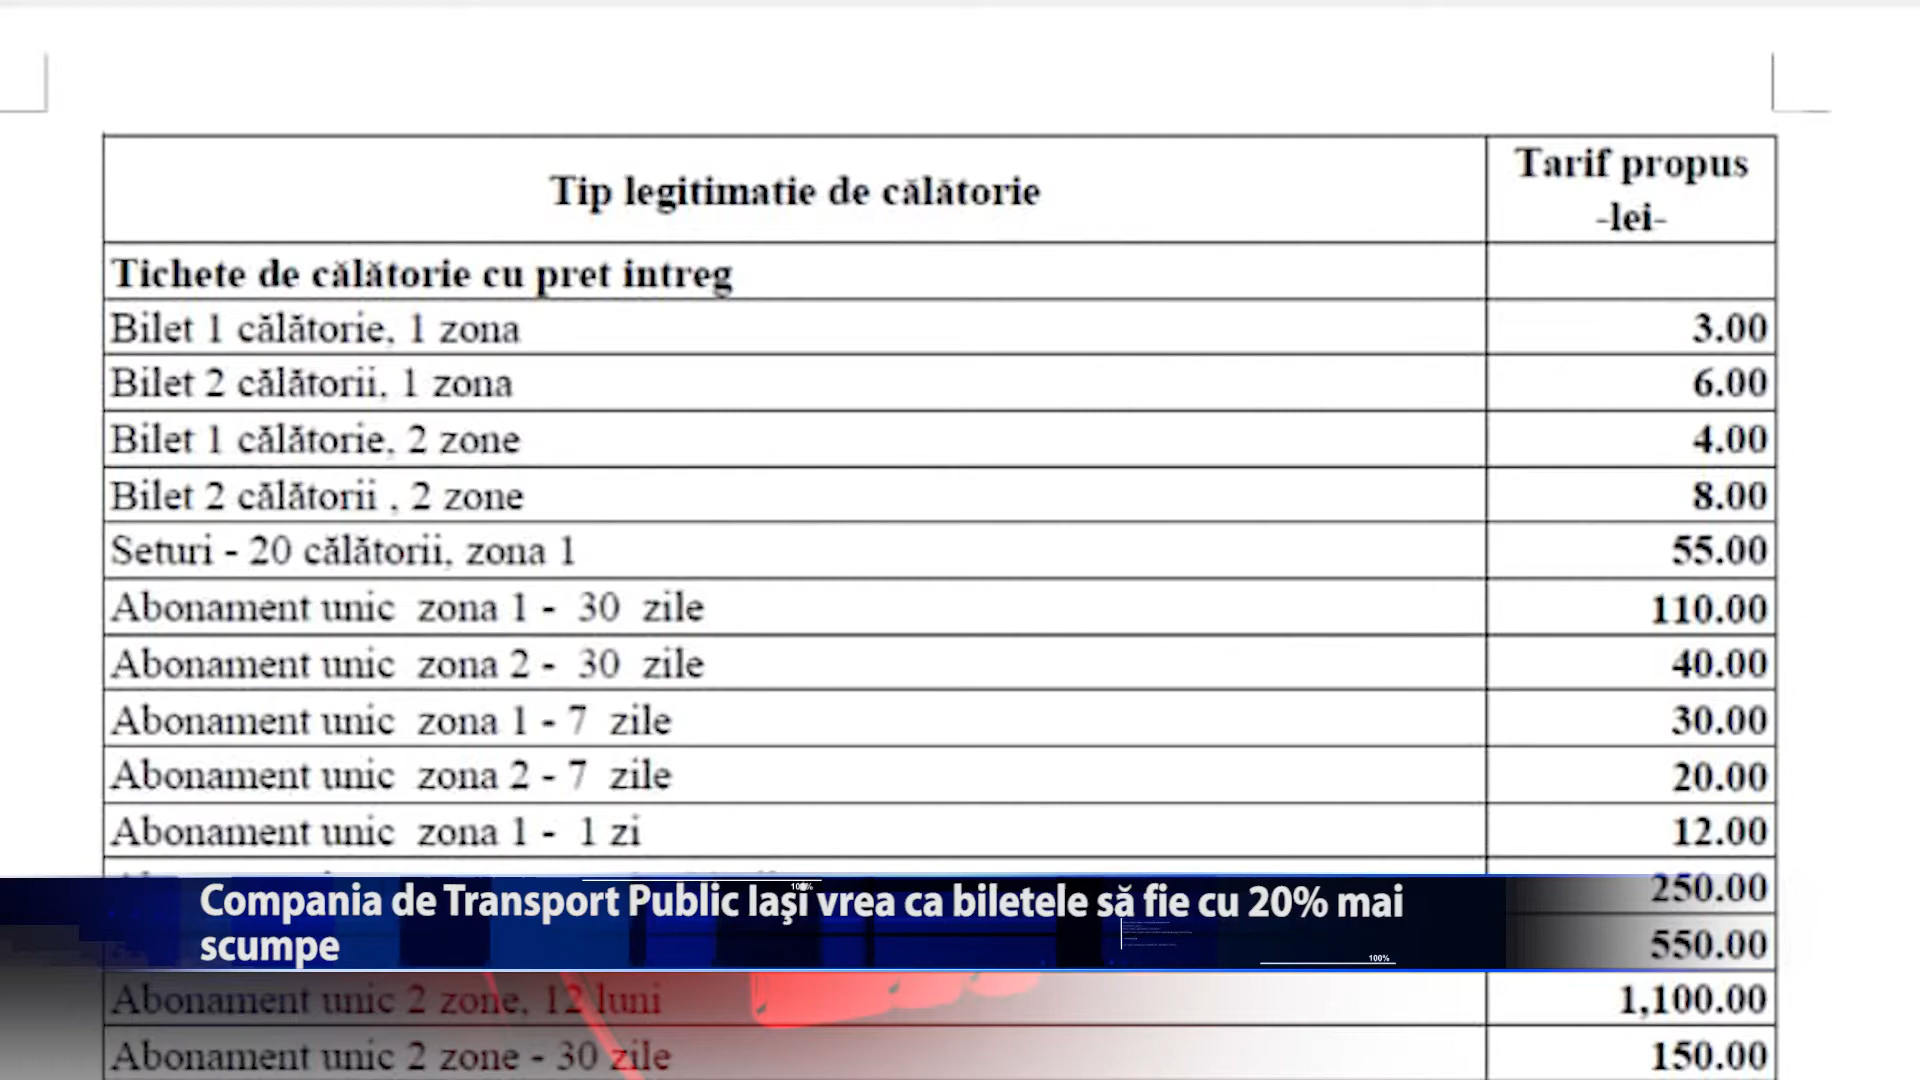 Tip legitimatie de călătorie
Tarif propus
-lei-
Tichete de călătorie cu pret intreg
Bilet 1 călătorie, 1 zona 3.00
Bilet 2 călătorii, 1 zona 6.00
Bilet 1 călătorie, 2 zone 4.00
Bilet 2 călătorii , 2 zone 8.00
Seturi - 20 călătorii, zona 1 55.00
Abonament unic zona 1 - 30 zile 110.00
Abonament unic zona 2 - 30 zile 40.00
Abonament unic zona 1 - 7 zile 30.00
Abonament unic zona 2 - 7 zile 20.00
Abonament unic zona 1 - 1 zi 12.00
250.00
550.00
Abonament unic 2 zone, 12 luni 1,100.00
Abonament unic 2 zone - 30 zile 150.00
Compania de Transport Public Iaşi vrea ca biletele să fie cu 20% mai
scumpe
100%
100%